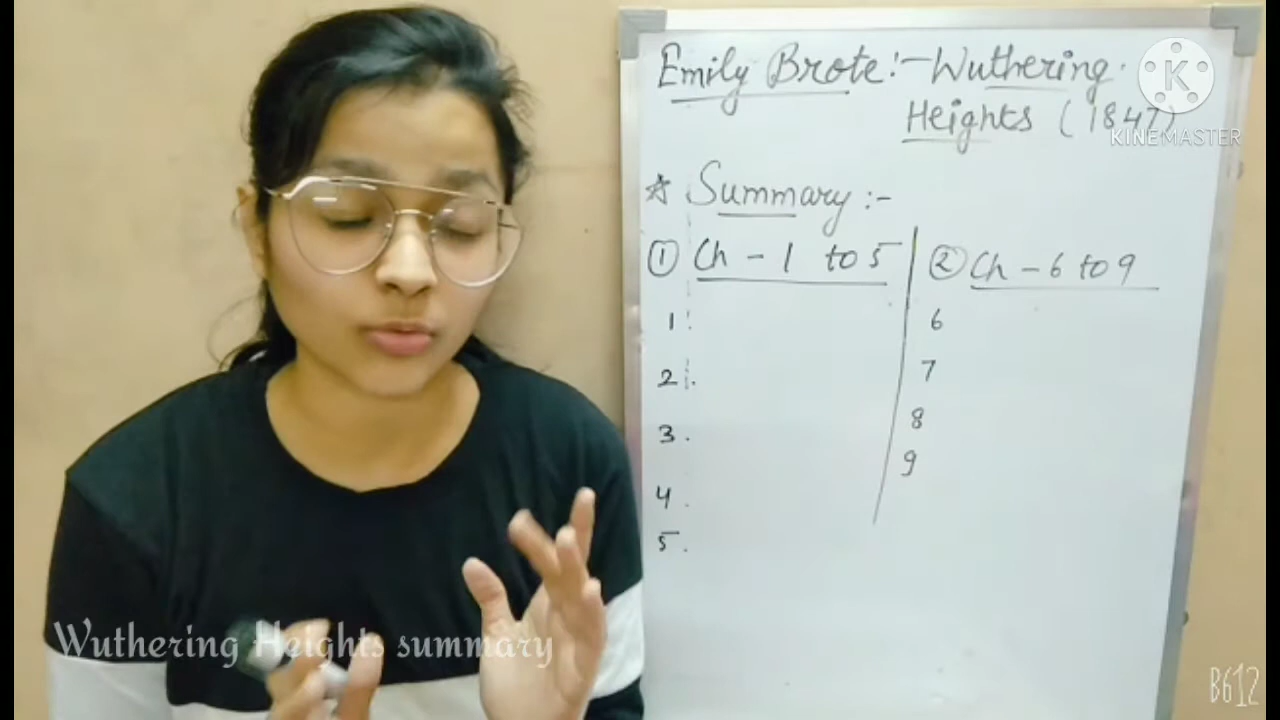 Emily Brote:- Wuthering
Heights (1847)
K
KINEMASTER
☆ Summary :-
① Ch - 1 to 5
1.
2.
3.
4.
5.
② Ch - 6 to 9
6
7
8
9
Wuthering Heights summary
B612